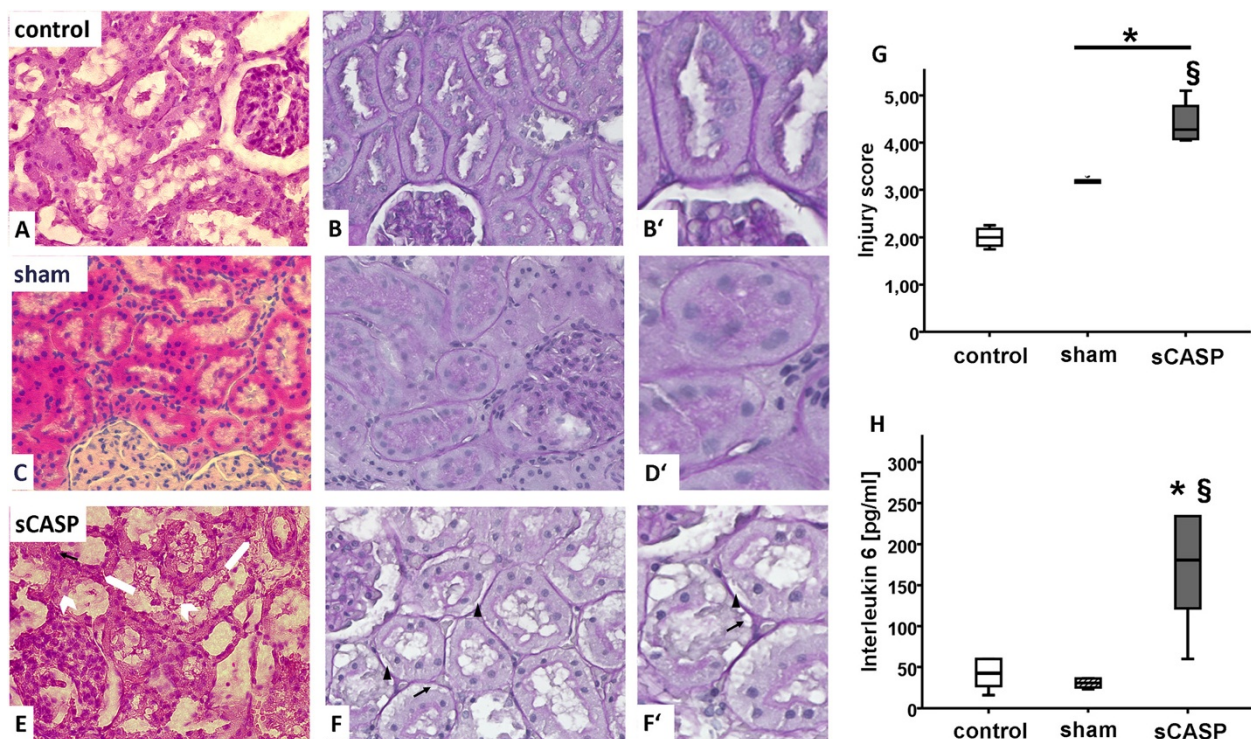 control
A
B
B‘
sham
C
D‘
sCASP
E
F
F‘
G
*
§
Injury score
5,00
4,00
3,00
2,00
1,00
0
control
sham
sCASP
H
* §
Interleukin 6 [pg/ml]
300
250
200
150
100
50
0
control
sham
sCASP